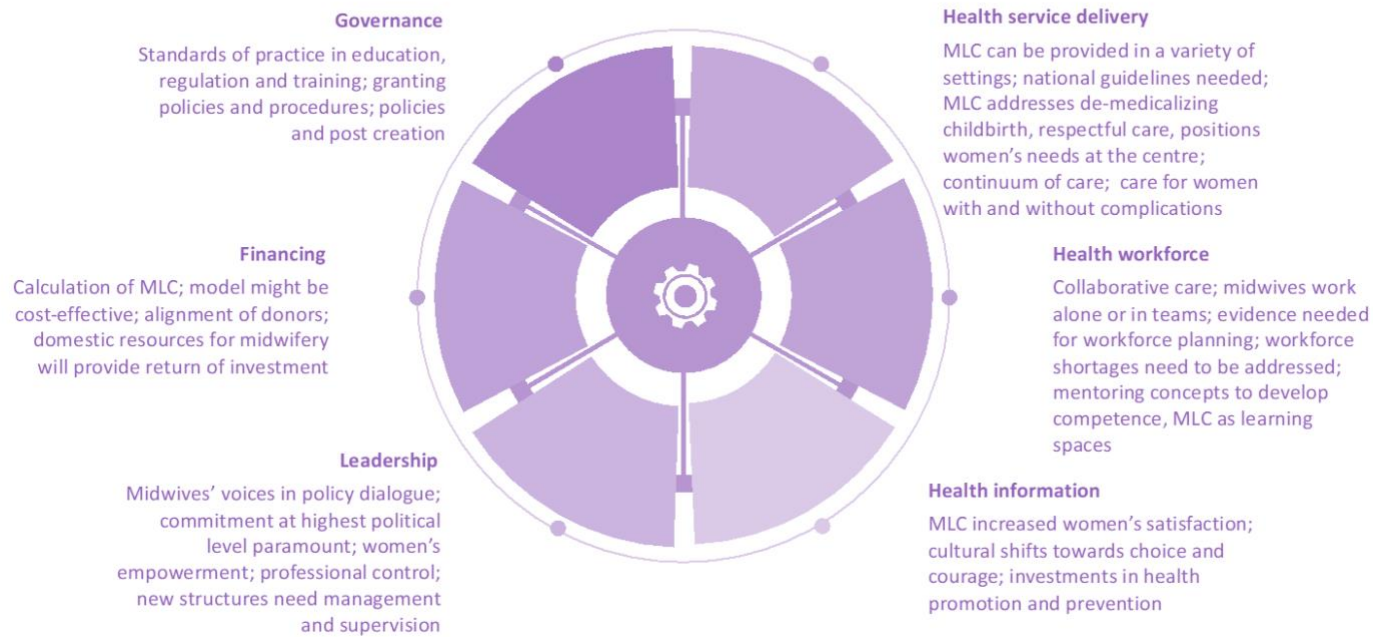 Governance
Standards of practice in education,
regulation and training; granting
policies and procedures; policies
and post creation
Financing
Calculation of MLC; model might be
cost-effective; alignment of donors;
domestic resources for midwifery
will provide return of investment
Leadership
Midwives’ voices in policy dialogue;
commitment at highest political
level paramount; women’s
empowerment; professional control;
new structures need management
and supervision
Health service delivery
MLC can be provided in a variety of
settings; national guidelines needed;
MLC addresses de-medicalizing
childbirth, respectful care, positions
women’s needs at the centre;
continuum of care; care for women
with and without complications
Health workforce
Collaborative care; midwives work
alone or in teams; evidence needed
for workforce planning; workforce
shortages need to be addressed;
mentoring concepts to develop
competence, MLC as learning
spaces
Health information
MLC increased women’s satisfaction;
cultural shifts towards choice and
courage; investments in health
promotion and prevention